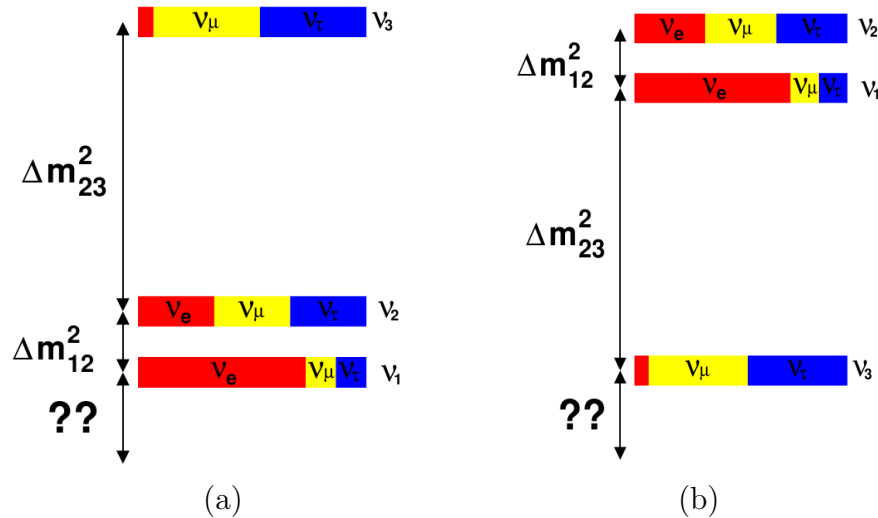 νμ ντ ν3
Δm²23
νe νμ ντ ν2
Δm²12
νe νμ ντ ν1
??
(a)
νe νμ ντ ν2
Δm²12
νe νμ ντ ν1
Δm²23
νμ ντ ν3
??
(b)